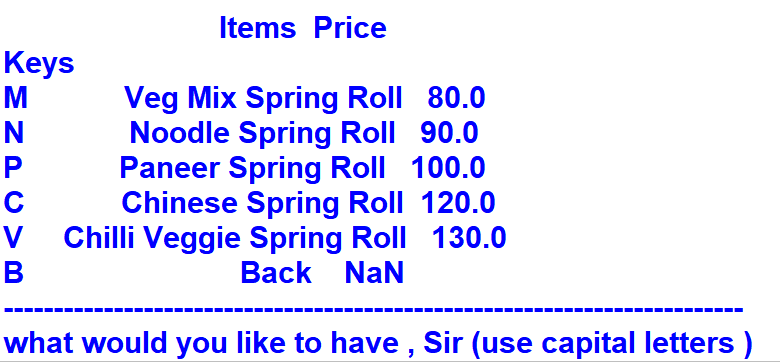 Items Price
Keys
M Veg Mix Spring Roll 80.0
N Noodle Spring Roll 90.0
P Paneer Spring Roll 100.0
C Chinese Spring Roll 120.0
V Chilli Veggie Spring Roll 130.0
B Back NaN
--------------------------------------------------------------------------
what would you like to have , Sir (use capital letters )